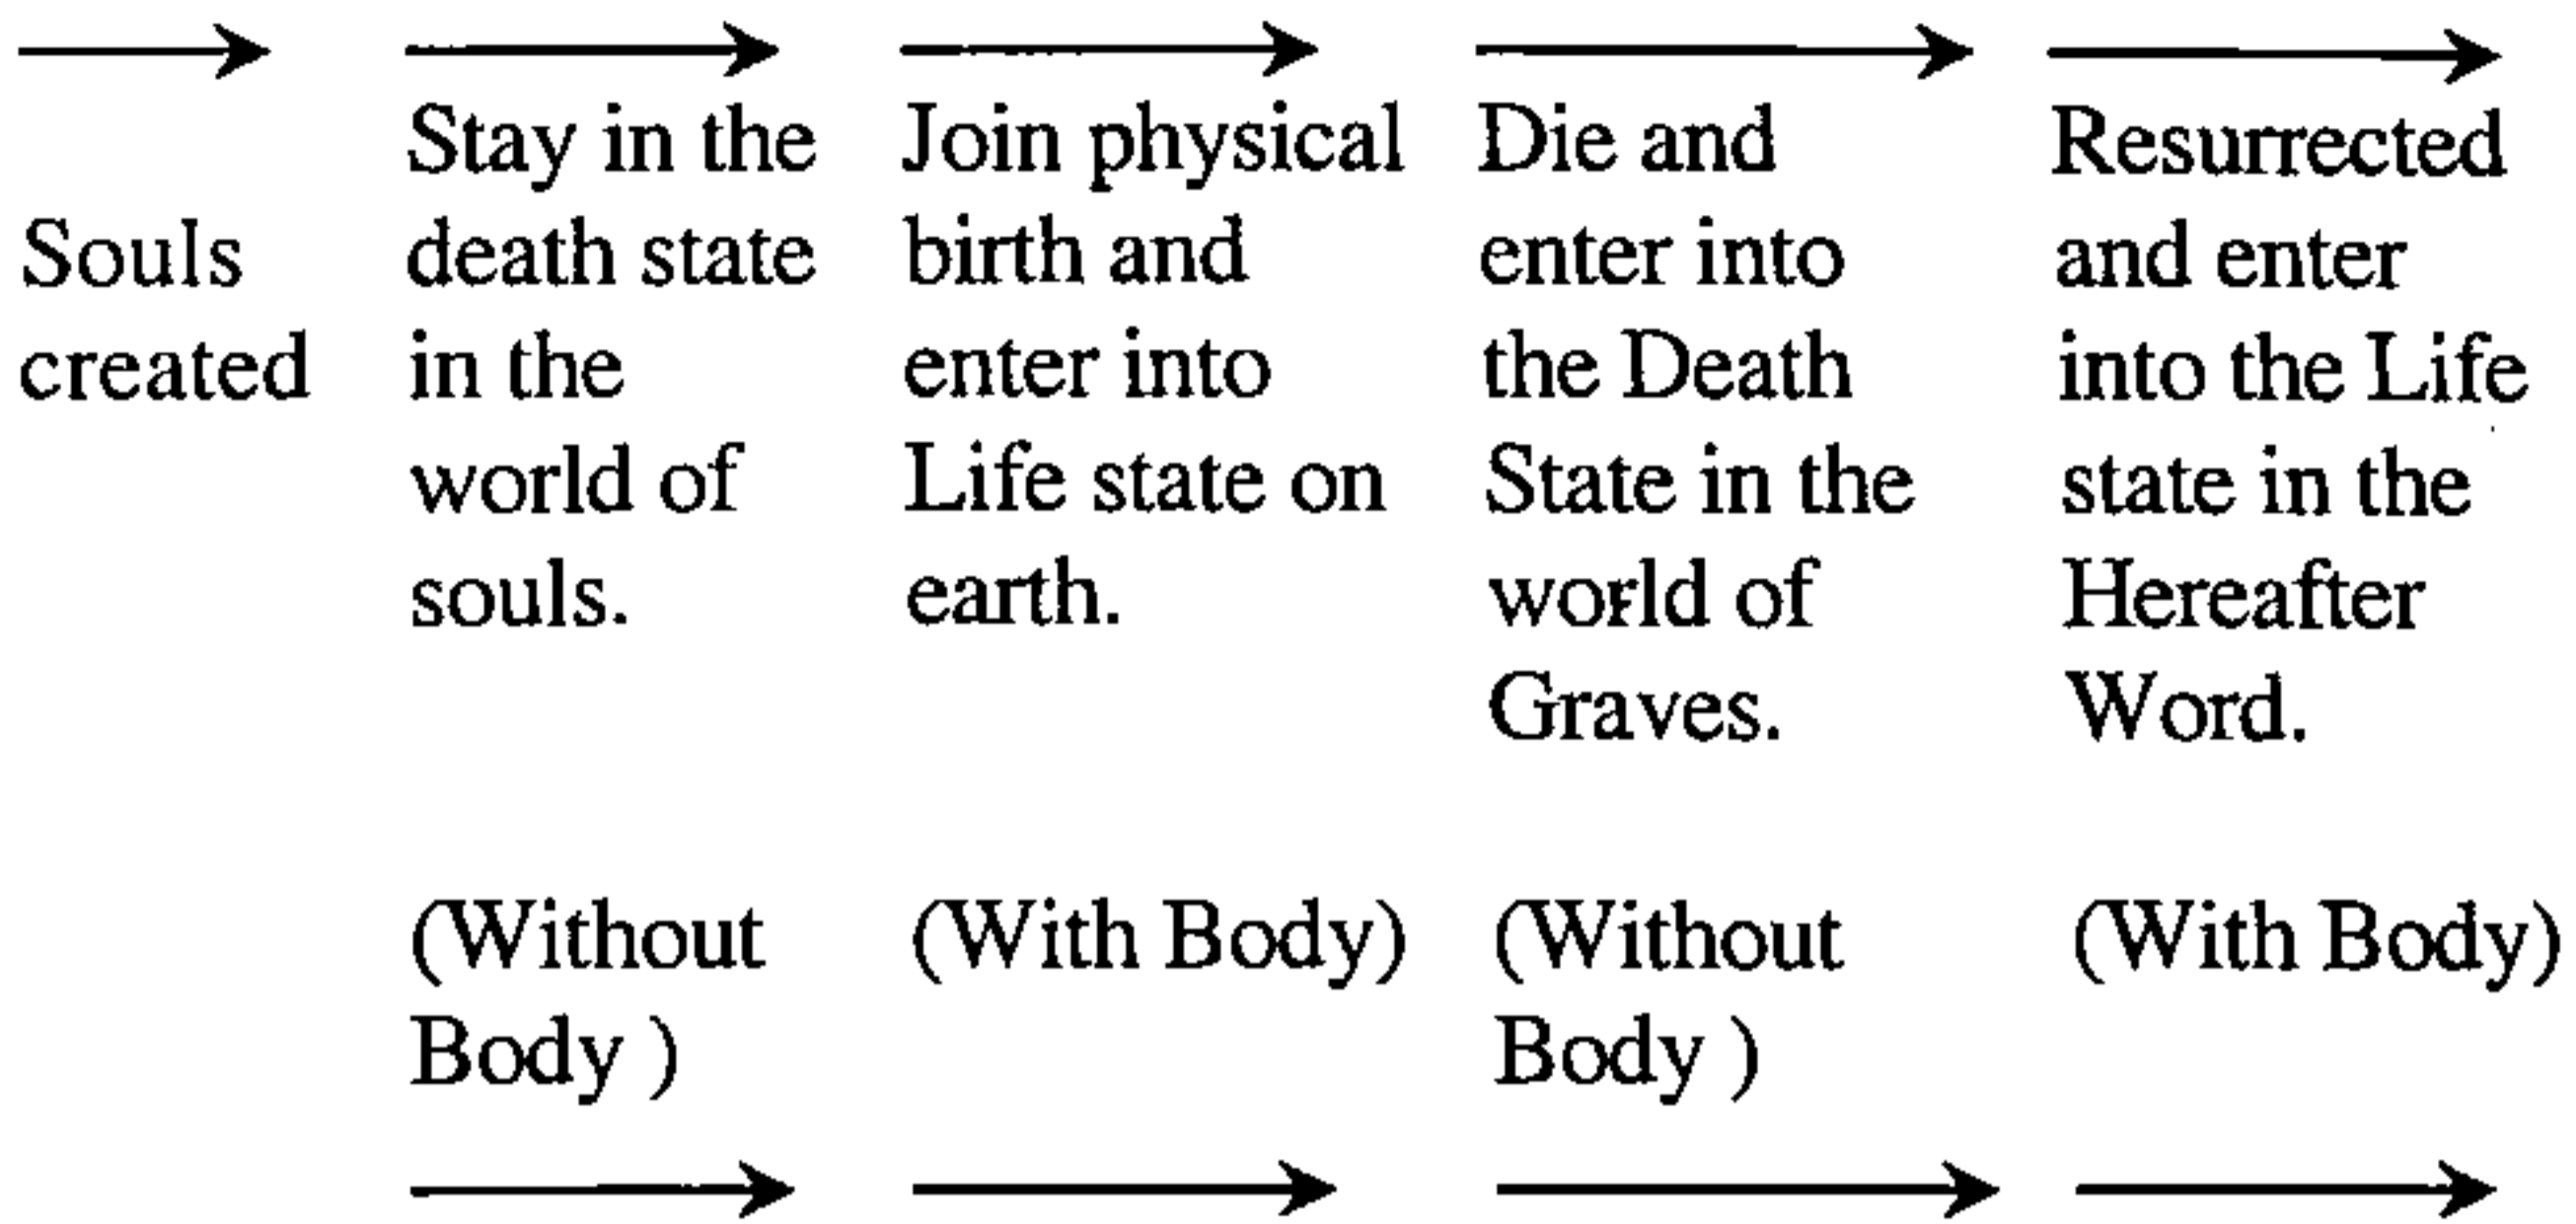 Souls
created
Stay in the
death state
in the
world of
souls.
(Without
Body )
Join physical
birth and
enter into
Life state on
earth.
(With Body)
Die and
enter into
the Death
State in the
world of
Graves.
(Without
Body )
Resurrected
and enter
into the Life
state in the
Hereafter
Word.
(With Body)